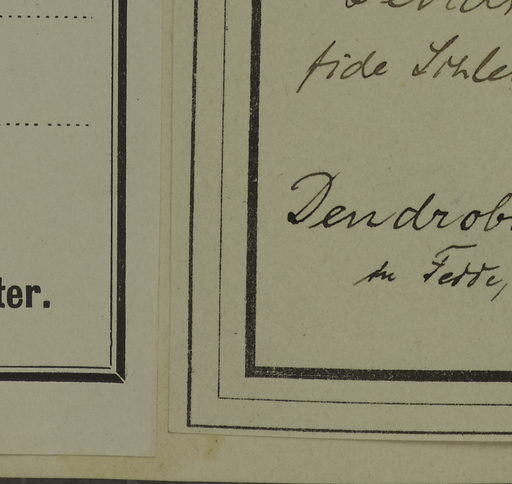 fide Schle
Dendrob
in Fedde,
ter.